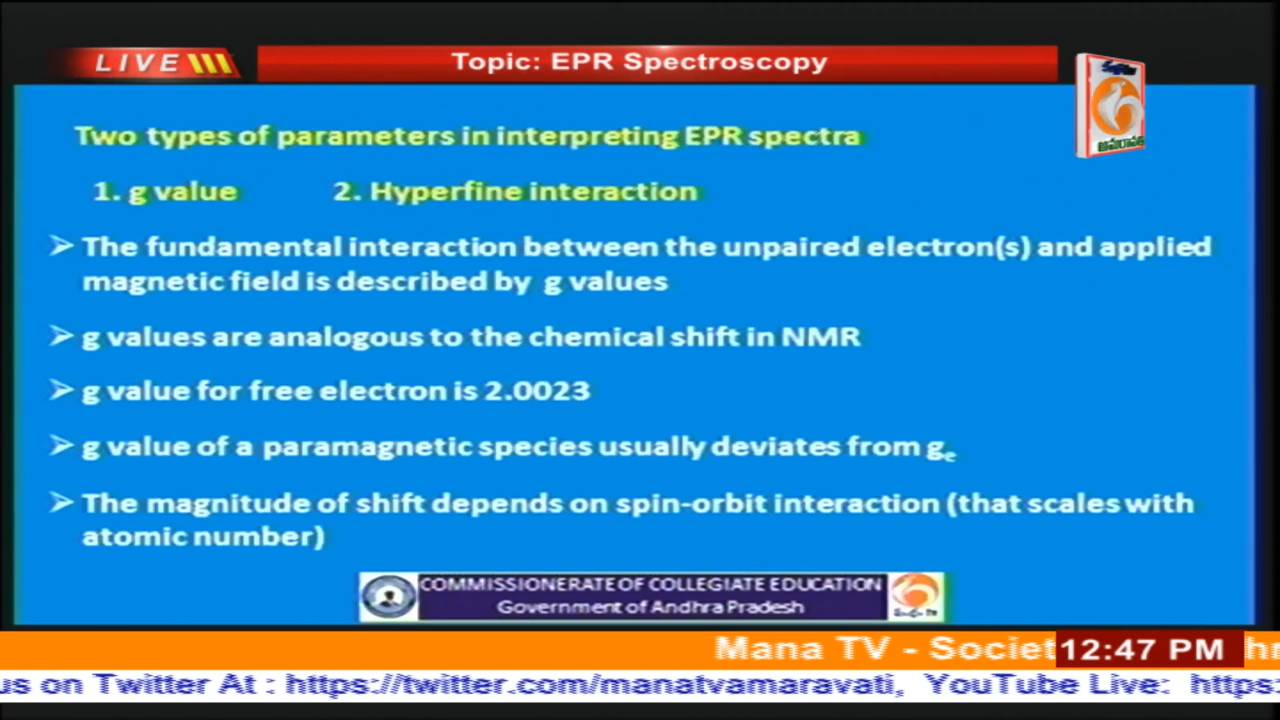 LIVE
Topic: EPR Spectroscopy
Two types of parameters in interpreting EPR spectra
1. g value 2. Hyperfine interaction
➢ The fundamental interaction between the unpaired electron(s) and applied
magnetic field is described by g values
➢ g values are analogous to the chemical shift in NMR
➢ g value for free electron is 2.0023
➢ g value of a paramagnetic species usually deviates from gₑ
➢ The magnitude of shift depends on spin-orbit interaction (that scales with
atomic number)
COMMISSIONERATE OF COLLEGIATE EDUCATION
Government of Andhra Pradesh
Mana TV - Societ
12:47 PM
us on Twitter At : https://twitter.com/manatvamaravati, YouTube Live: https: